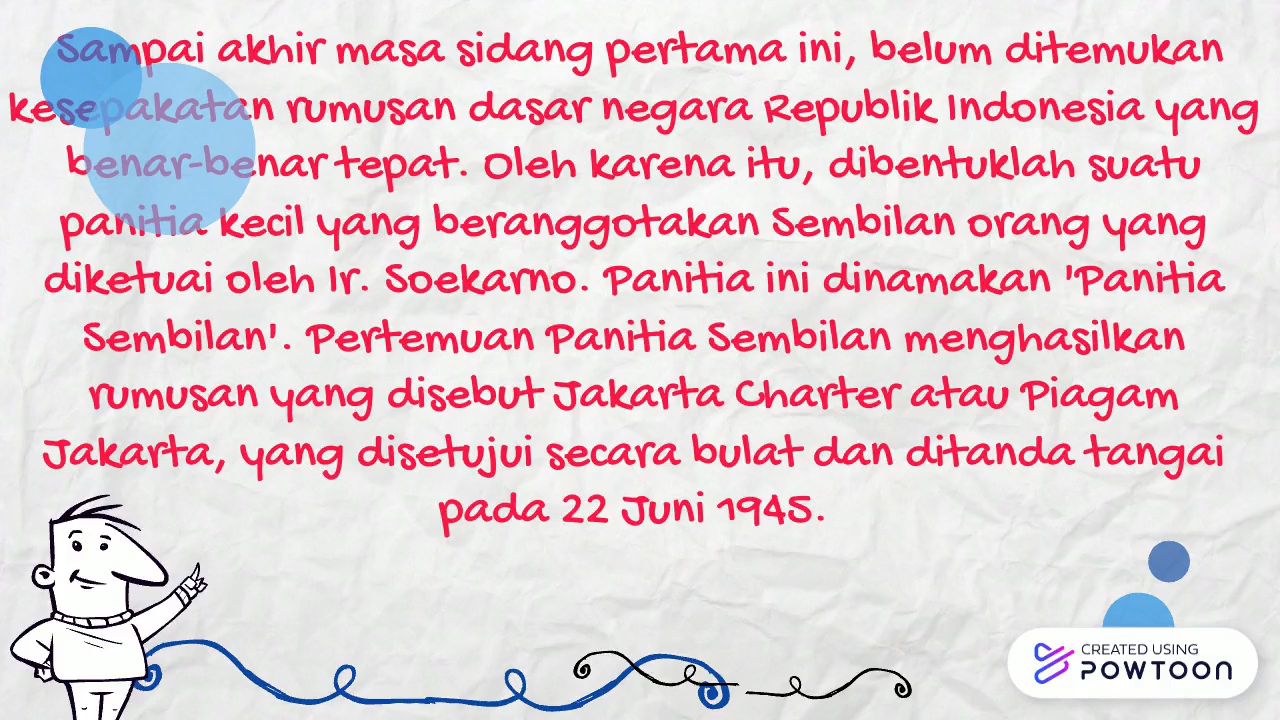 Sampai akhir masa sidang pertama ini, belum ditemukan
kesepakatan rumusan dasar negara Republik Indonesia yang
benar-benar tepat. Oleh karena itu, dibentuklah suatu
panitia kecil yang beranggotakan Sembilan orang yang
diketuai oleh Ir. Soekarno. Panitia ini dinamakan 'Panitia
Sembilan'. Pertemuan Panitia Sembilan menghasilkan
rumusan yang disebut Jakarta Charter atau Piagam
Jakarta, yang disetujui secara bulat dan ditanda tangai
pada 22 Juni 1945.
CREATED USING
POWTOON